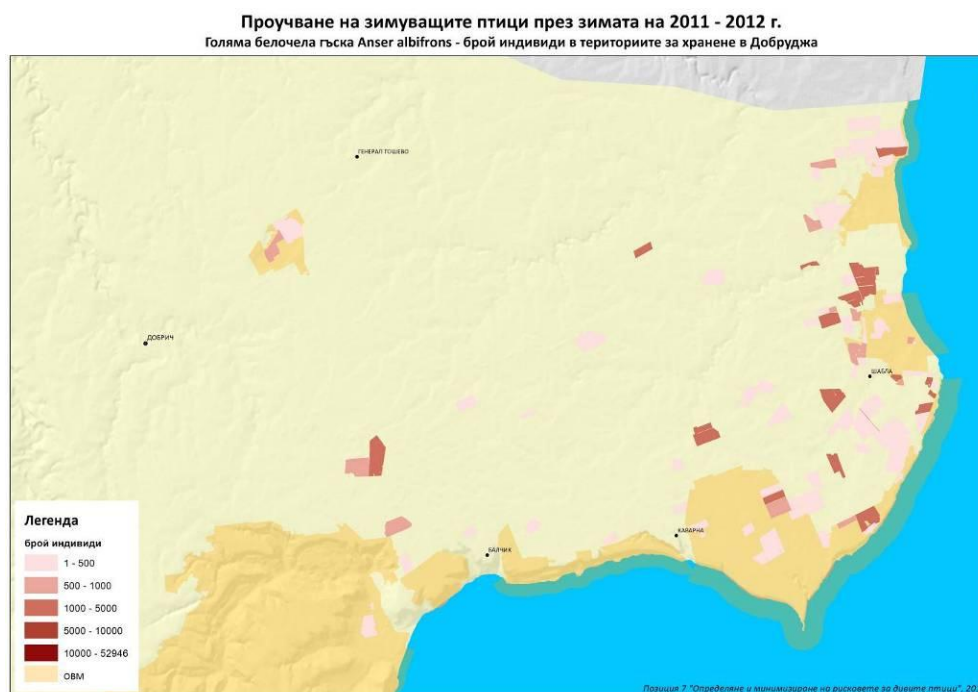 Проучване на зимуващите птици през зимата на 2011 - 2012 г.
Голяма белочела гъска Anser albifrons - брой индивиди в териториите за хранене в Добруджа
ГЕНЕРАЛ ТОШЕВО
ДОБРИЧ
ШАБЛА
КАВАРНА
БАЛЧИК
Легенда
брой индивиди
1 - 500
500 - 1000
1000 - 5000
5000 - 10000
10000 - 52946
ОВМ
Позиция 7 "Определяне и минимизиране на рисковете за дивите птици", 20